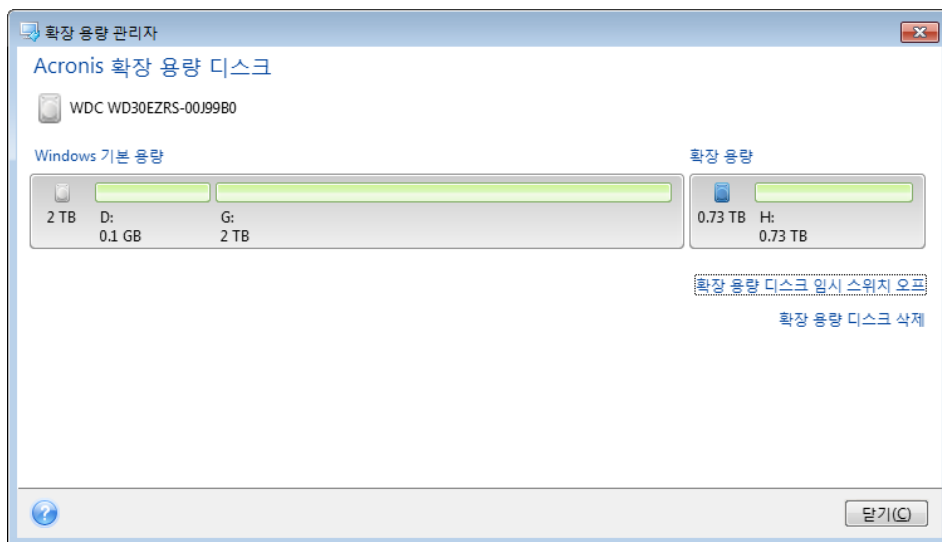 확장 용량 관리자
Acronis 확장 용량 디스크
WDC WD30EZRS-00J99B0
Windows 기본 용량
확장 용량
2 TB
D:
0.1 GB
G:
2 TB
0.73 TB
H:
0.73 TB
확장 용량 디스크 임시 스위치 오프
확장 용량 디스크 삭제
?
닫기(C)